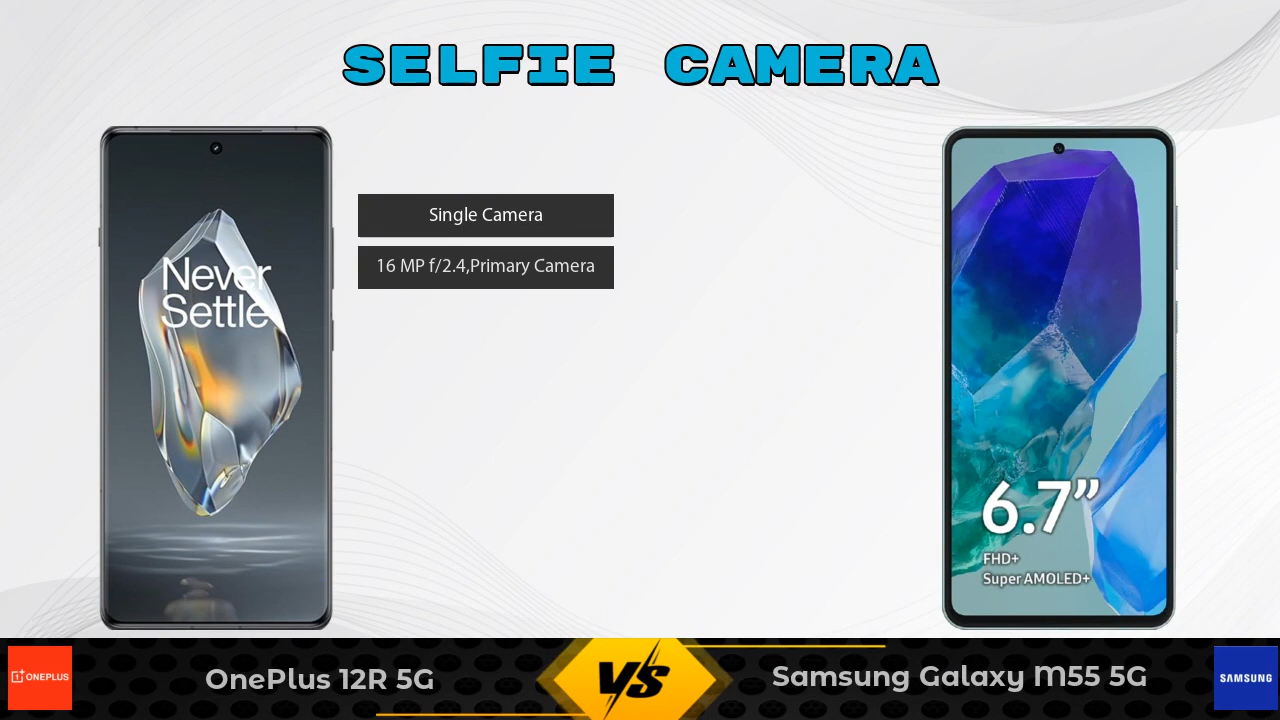 SELFIE CAMERA
Never
Settle
Single Camera
16 MP f/2.4,Primary Camera
6.7”
FHD+
Super AMOLED+
1+ ONEPLUS
OnePlus 12R 5G
VS
Samsung Galaxy M55 5G
SAMSUNG